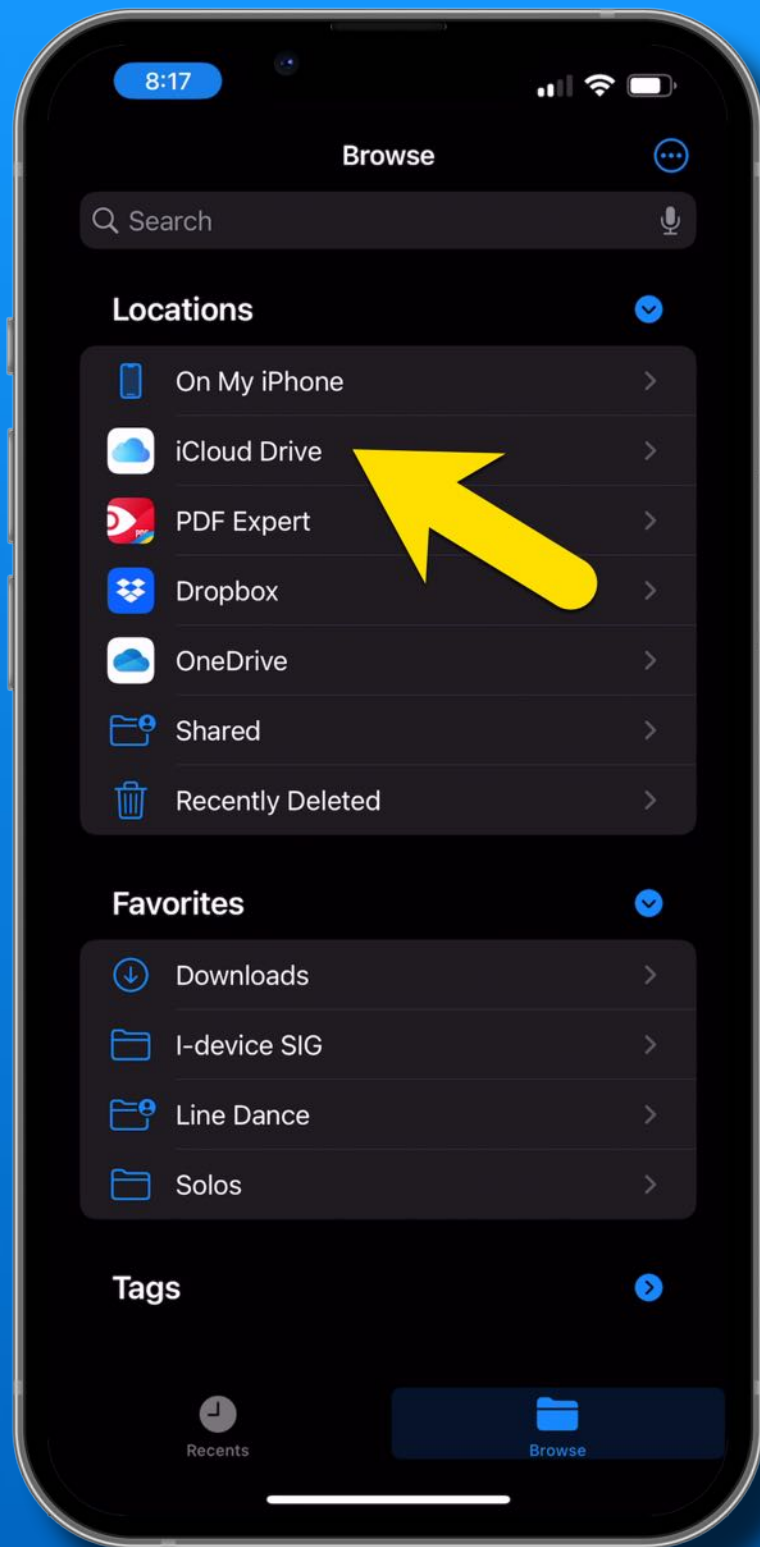 8:17
Browse
Search
Locations
On My iPhone
iCloud Drive
PDF Expert
Dropbox
OneDrive
Shared
Recently Deleted
Favorites
Downloads
I-device SIG
Line Dance
Solos
Tags
Recents
Browse